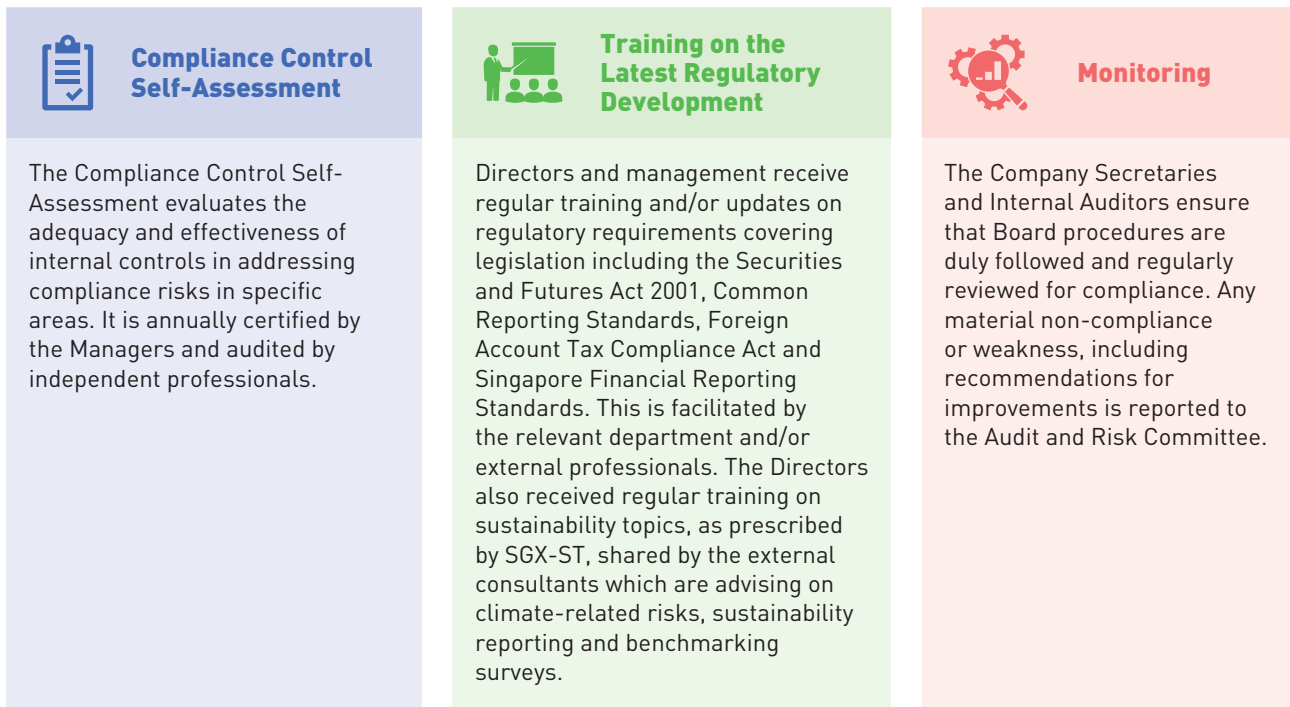 Compliance Control
Self-Assessment
The Compliance Control Self-
Assessment evaluates the
adequacy and effectiveness of
internal controls in addressing
compliance risks in specific
areas. It is annually certified by
the Managers and audited by
independent professionals.
Training on the
Latest Regulatory
Development
Directors and management receive
regular training and/or updates on
regulatory requirements covering
legislation including the Securities
and Futures Act 2001, Common
Reporting Standards, Foreign
Account Tax Compliance Act and
Singapore Financial Reporting
Standards. This is facilitated by
the relevant department and/or
external professionals. The Directors
also received regular training on
sustainability topics, as prescribed
by SGX-ST, shared by the external
consultants which are advising on
climate-related risks, sustainability
reporting and benchmarking
surveys.
Monitoring
The Company Secretaries
and Internal Auditors ensure
that Board procedures are
duly followed and regularly
reviewed for compliance. Any
material non-compliance
or weakness, including
recommendations for
improvements is reported to
the Audit and Risk Committee.